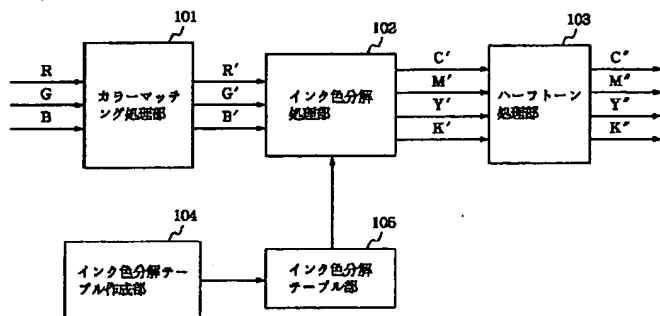 101
102
103
R
G
B
カラーマッチ
ング処理部
R′
G′
B′
インク色分解
処理部
C′
M′
Y′
K′
ハーフトーン
処理部
C″
M″
Y″
K″
104
105
インク色分解テー
ブル作成部
インク色分解
テーブル部